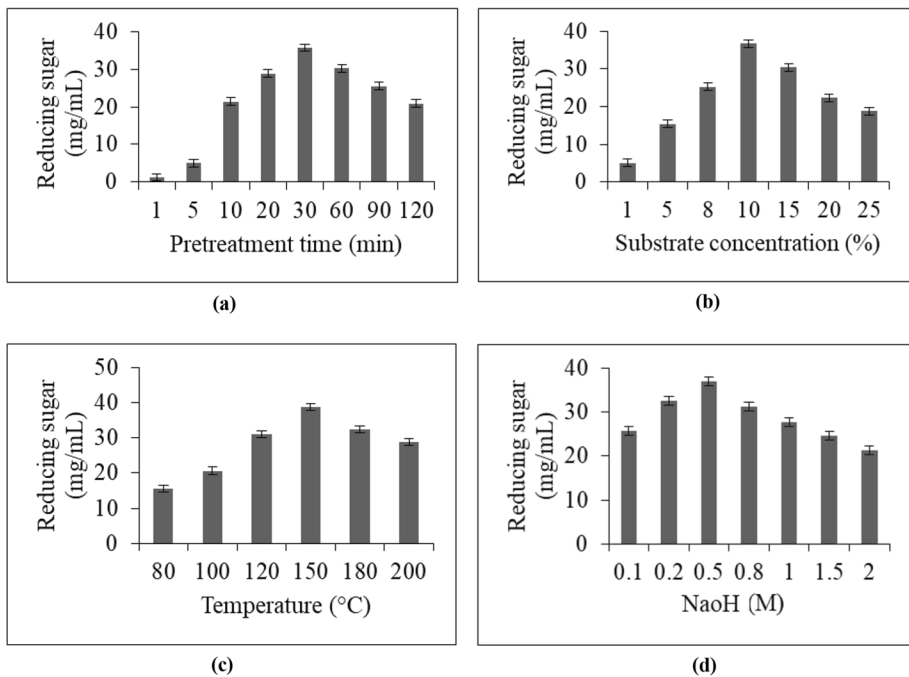 Reducing sugar
(mg/mL)
40
30
20
10
0
1 5 10 20 30 60 90 120
Pretreatment time (min)
(a)
Reducing sugar
(mg/mL)
40
30
20
10
0
1 5 8 10 15 20 25
Substrate concentration (%)
(b)
Reducing sugar
(mg/mL)
50
40
30
20
10
0
80 100 120 150 180 200
Temperature (°C)
(c)
Reducing sugar
(mg/mL)
40
30
20
10
0
0.1 0.2 0.5 0.8 1 1.5 2
NaoH (M)
(d)